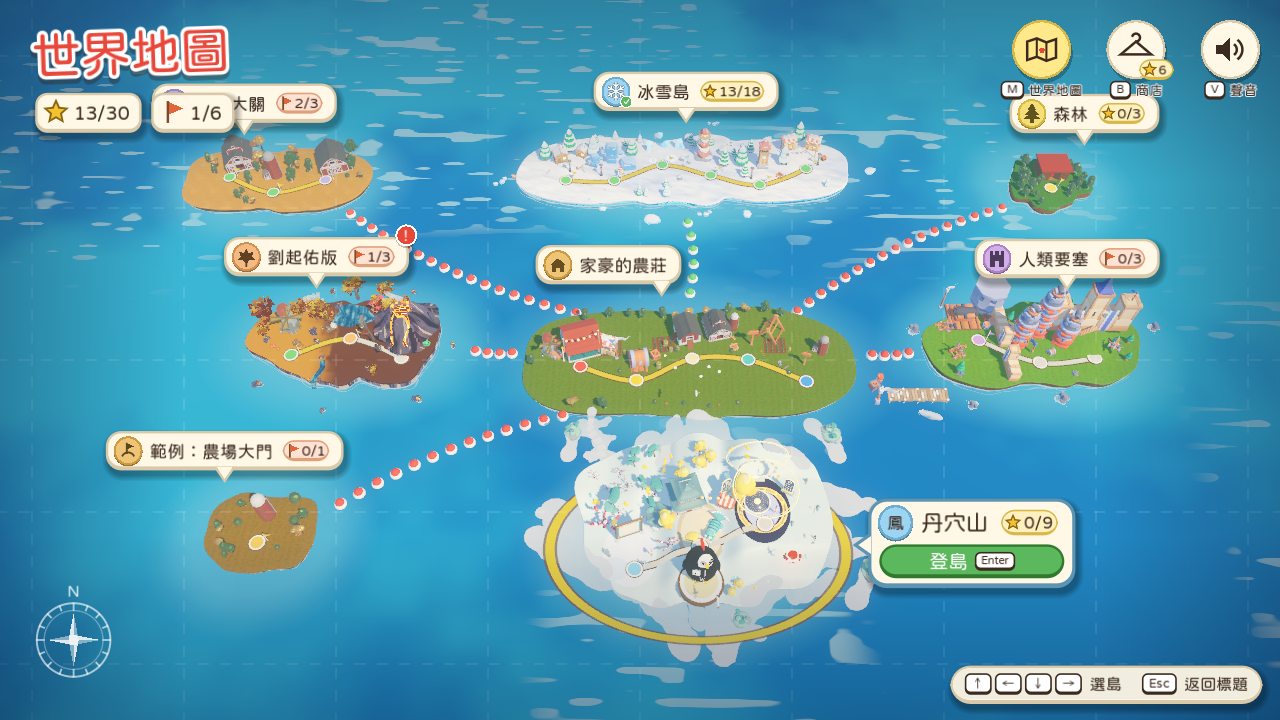 世界地圖
13/30
1/6
大關 2/3
冰雪島 13/18
6
M 世界地圖
B 商店
V 聲音
森林 0/3
劉起佑版 1/3
家豪的農莊
人類要塞 0/3
範例：農場大門 0/1
鳳 丹穴山 0/9
登島 Enter
N
↑ ← ↓ → 選島 Esc 返回標題